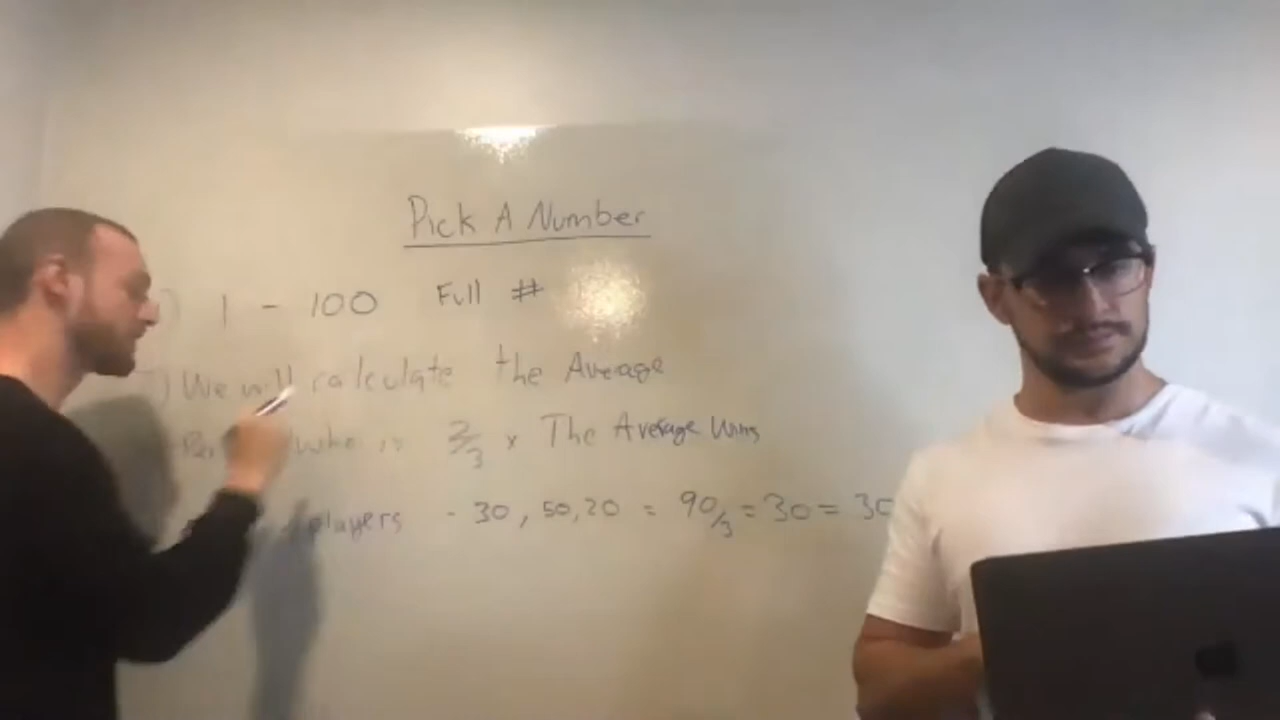 Pick A Number
1 - 100 Full #
) We will calculate the Average
who is 2/3 x The Average Wins
players - 30, 50, 20 = 90/3 = 30 = 30